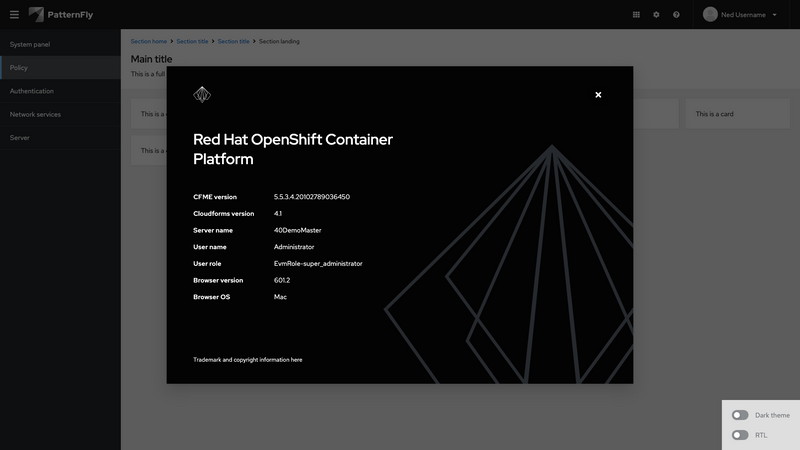 PatternFly
Ned Username
System panel
Policy
Authentication
Network services
Server
Section home > Section title > Section title > Section landing
Main title
This is a full
This is a
This is a card
This is a
Red Hat OpenShift Container
Platform
CFME version 5.5.3.4.20102789036450
Cloudforms version 4.1
Server name 40DemoMaster
User name Administrator
User role EvmRole-super_administrator
Browser version 601.2
Browser OS Mac
Trademark and copyright information here
Dark theme
RTL